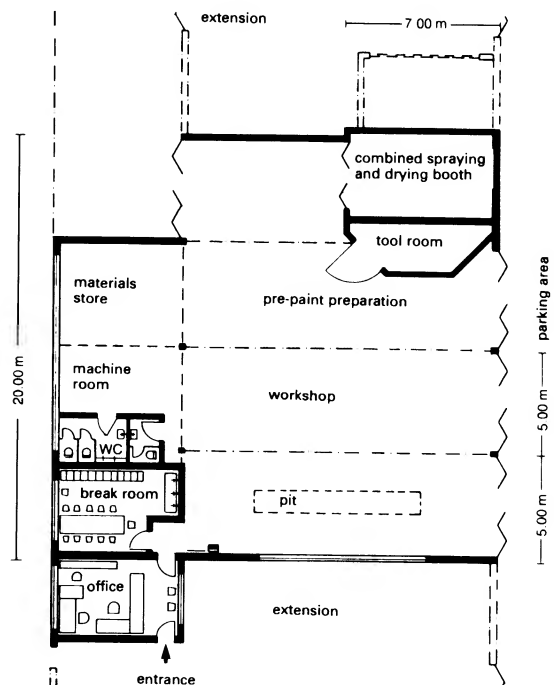 extension
7 00 m
combined spraying
and drying booth
tool room
materials
store
pre-paint preparation
parking area
machine
room
workshop
20 00 m
5 00 m
WC
break room
pit
5.00 m
office
extension
entrance